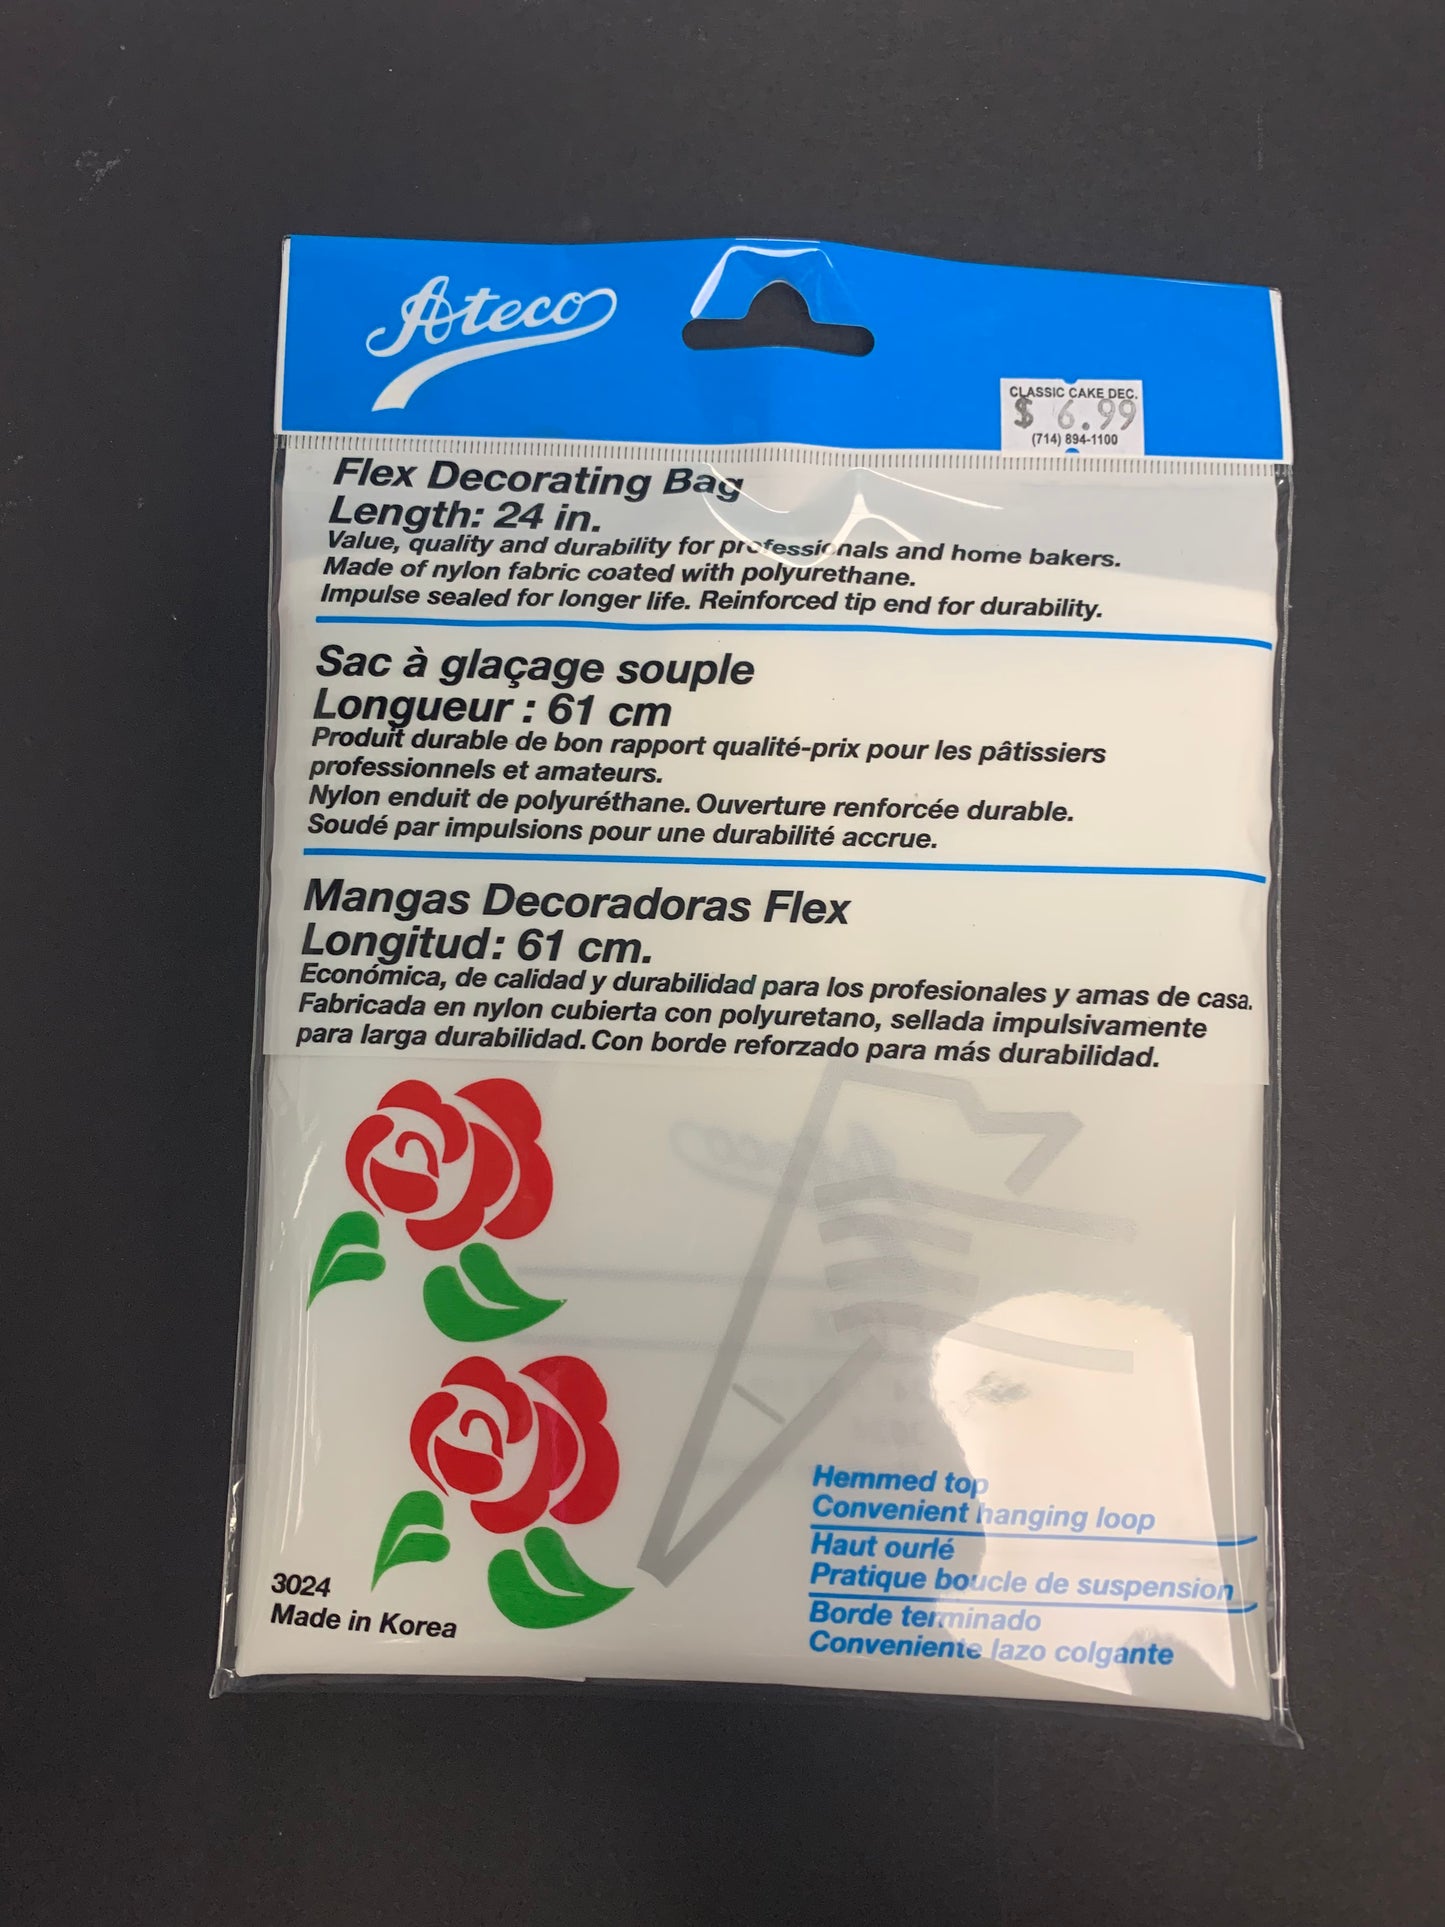 Ateco
CLASSIC CAKE DEC.
$ 6.99
(714) 894-1100
Flex Decorating Bag
Length: 24 in.
Value, quality and durability for professionals and home bakers.
Made of nylon fabric coated with polyurethane.
Impulse sealed for longer life. Reinforced tip end for durability.
Sac à glaçage souple
Longueur : 61 cm
Produit durable de bon rapport qualité-prix pour les pâtissiers
professionnels et amateurs.
Nylon enduit de polyuréthane. Ouverture renforcée durable.
Soudé par impulsions pour une durabilité accrue.
Mangas Decoradoras Flex
Longitud: 61 cm.
Económica, de calidad y durabilidad para los profesionales y amas de casa.
Fabricada en nylon cubierta con polyuretano, sellada impulsivamente
para larga durabilidad. Con borde reforzado para más durabilidad.
Ateco
Hemmed top
Convenient hanging loop
Haut ourlé
Pratique boucle de suspension
Borde terminado
Conveniente lazo colgante
3024
Made in Korea